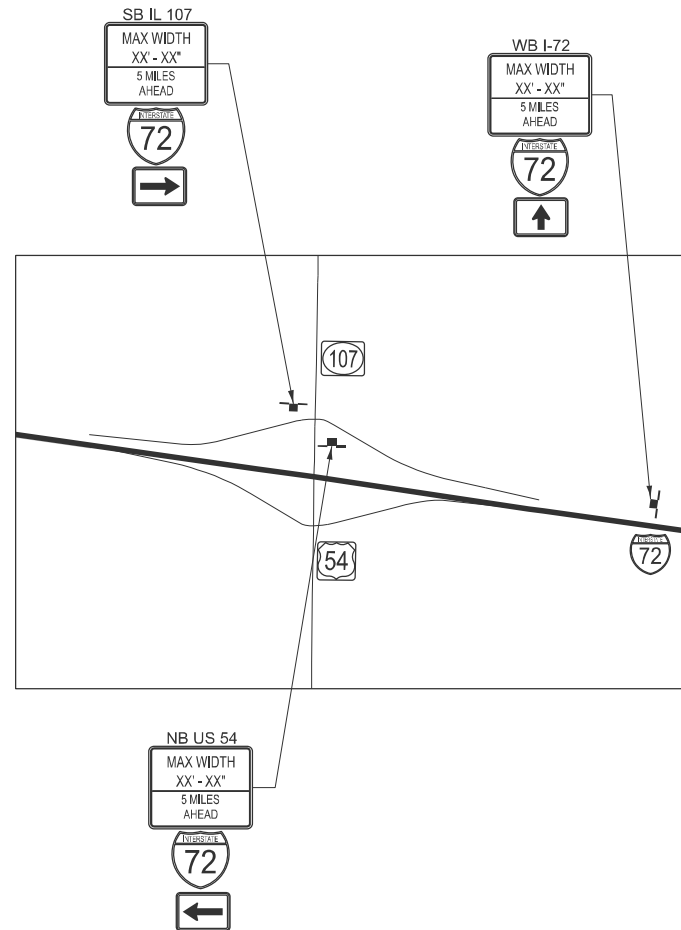 SB IL 107
MAX WIDTH
XX' - XX"
5 MILES
AHEAD
INTERSTATE
72
WB I-72
MAX WIDTH
XX' - XX"
5 MILES
AHEAD
INTERSTATE
72
107
54
INTERSTATE
72
NB US 54
MAX WIDTH
XX' - XX"
5 MILES
AHEAD
INTERSTATE
72